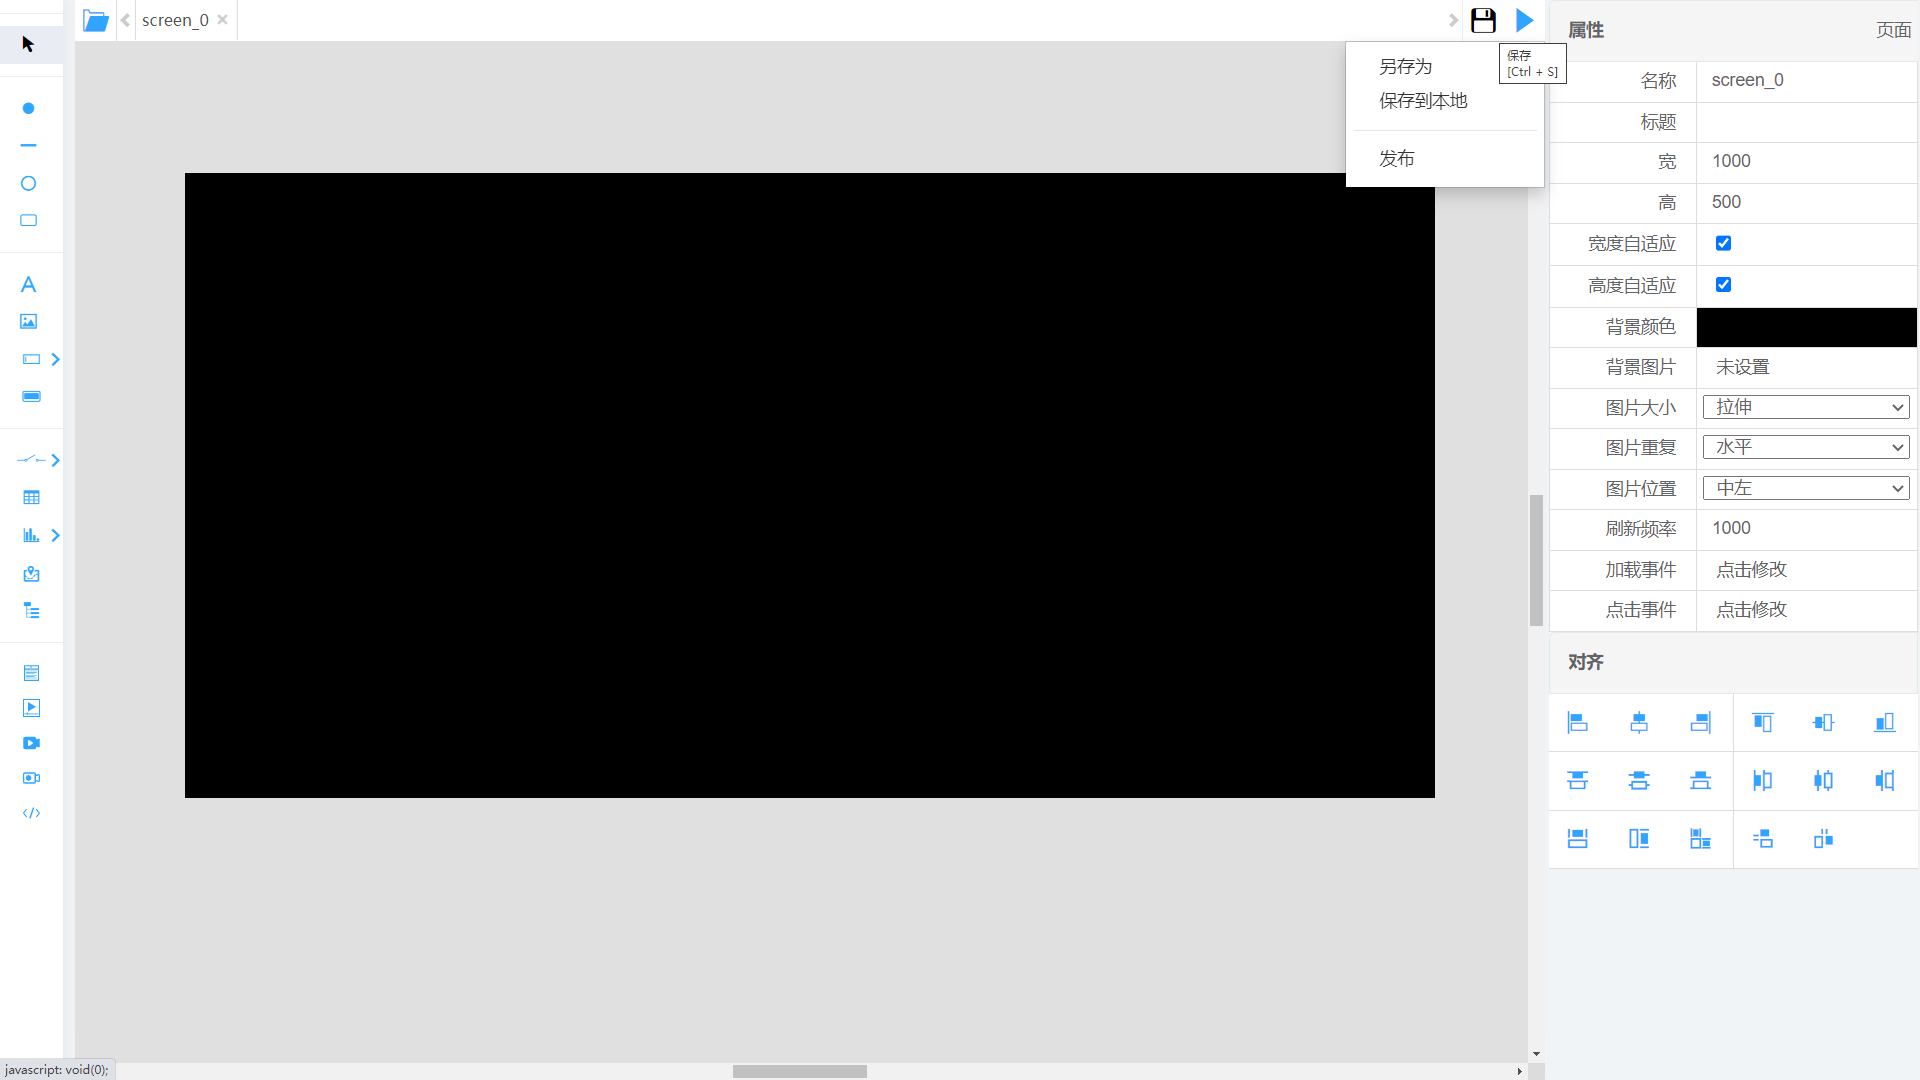 screen_0
另存为
保存到本地
发布
保存
[Ctrl + S]
属性
页面
名称 screen_0
标题
宽 1000
高 500
宽度自适应
高度自适应
背景颜色
背景图片 未设置
图片大小 拉伸
图片重复 水平
图片位置 中左
刷新频率 1000
加载事件 点击修改
点击事件 点击修改
对齐
javascript: void(0);